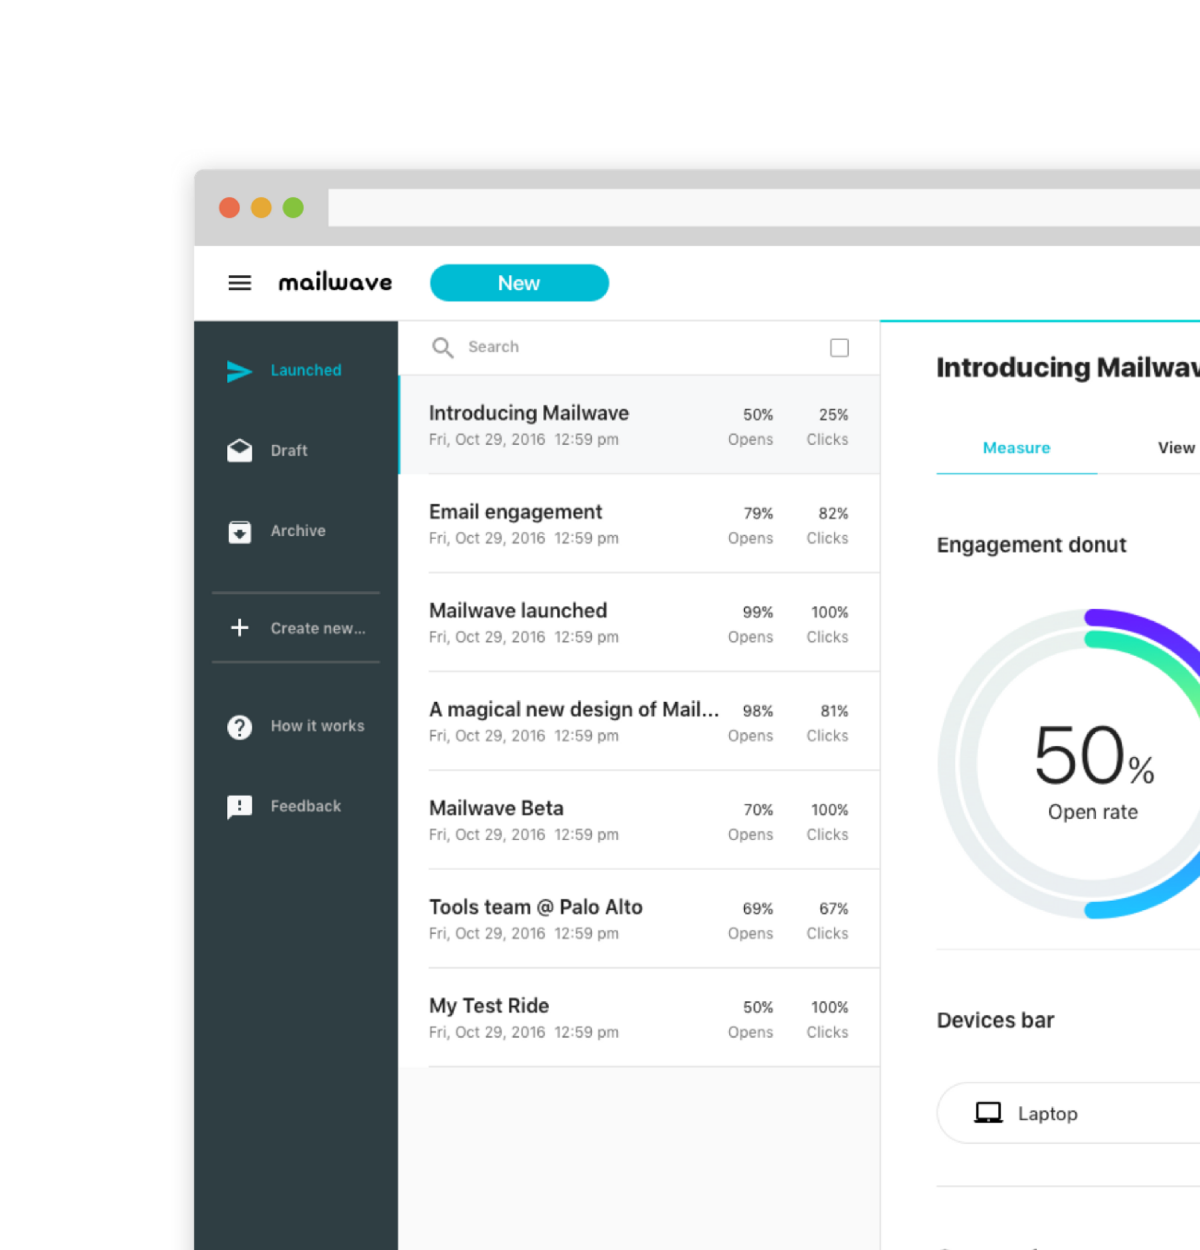 mailwave
New
Launched
Draft
Archive
Create new...
How it works
Feedback
Search
Introducing Mailwave
50%
25%
Fri, Oct 29, 2016 12:59 pm
Opens
Clicks
Email engagement
79%
82%
Fri, Oct 29, 2016 12:59 pm
Opens
Clicks
Mailwave launched
99%
100%
Fri, Oct 29, 2016 12:59 pm
Opens
Clicks
A magical new design of Mail...
98%
81%
Fri, Oct 29, 2016 12:59 pm
Opens
Clicks
Mailwave Beta
70%
100%
Fri, Oct 29, 2016 12:59 pm
Opens
Clicks
Tools team @ Palo Alto
69%
67%
Fri, Oct 29, 2016 12:59 pm
Opens
Clicks
My Test Ride
50%
100%
Fri, Oct 29, 2016 12:59 pm
Opens
Clicks
Introducing Mailwav
Measure
View
Engagement donut
50%
Open rate
Devices bar
Laptop